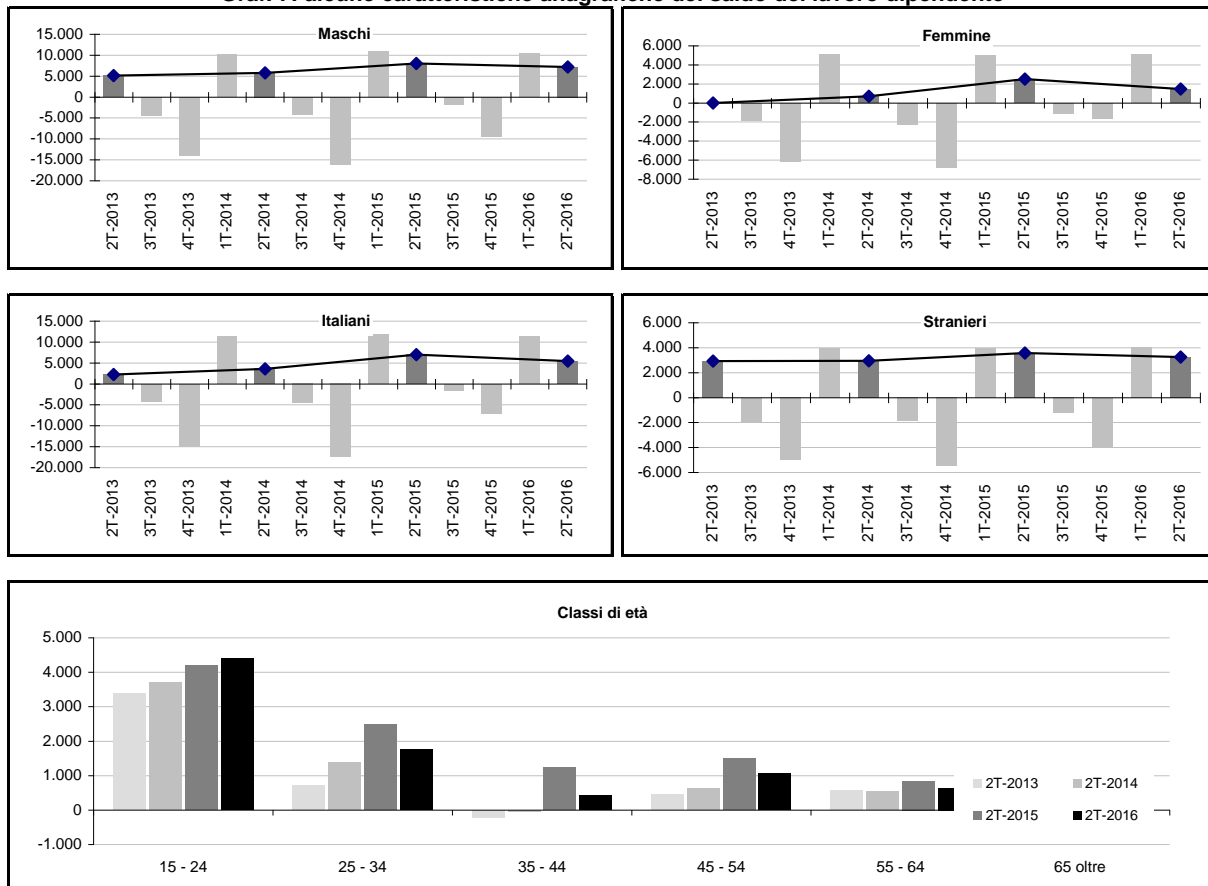 alcune caratteristiche anagrafiche del saldo del lavoro dipendente
Maschi
15.000
10.000
5.000
0
-5.000
-10.000
-15.000
-20.000
2T-2013
3T-2013
4T-2013
1T-2014
2T-2014
3T-2014
4T-2014
1T-2015
2T-2015
3T-2015
4T-2015
1T-2016
2T-2016
Femmine
6.000
4.000
2.000
0
-2.000
-4.000
-6.000
-8.000
2T-2013
3T-2013
4T-2013
1T-2014
2T-2014
3T-2014
4T-2014
1T-2015
2T-2015
3T-2015
4T-2015
1T-2016
2T-2016
Italiani
15.000
10.000
5.000
0
-5.000
-10.000
-15.000
-20.000
2T-2013
3T-2013
4T-2013
1T-2014
2T-2014
3T-2014
4T-2014
1T-2015
2T-2015
3T-2015
4T-2015
1T-2016
2T-2016
Stranieri
6.000
4.000
2.000
0
-2.000
-4.000
-6.000
2T-2013
3T-2013
4T-2013
1T-2014
2T-2014
3T-2014
4T-2014
1T-2015
2T-2015
3T-2015
4T-2015
1T-2016
2T-2016
Classi di età
5.000
4.000
3.000
2.000
1.000
0
-1.000
15 - 24
25 - 34
35 - 44
45 - 54
55 - 64
65 oltre
2T-2013
2T-2014
2T-2015
2T-2016